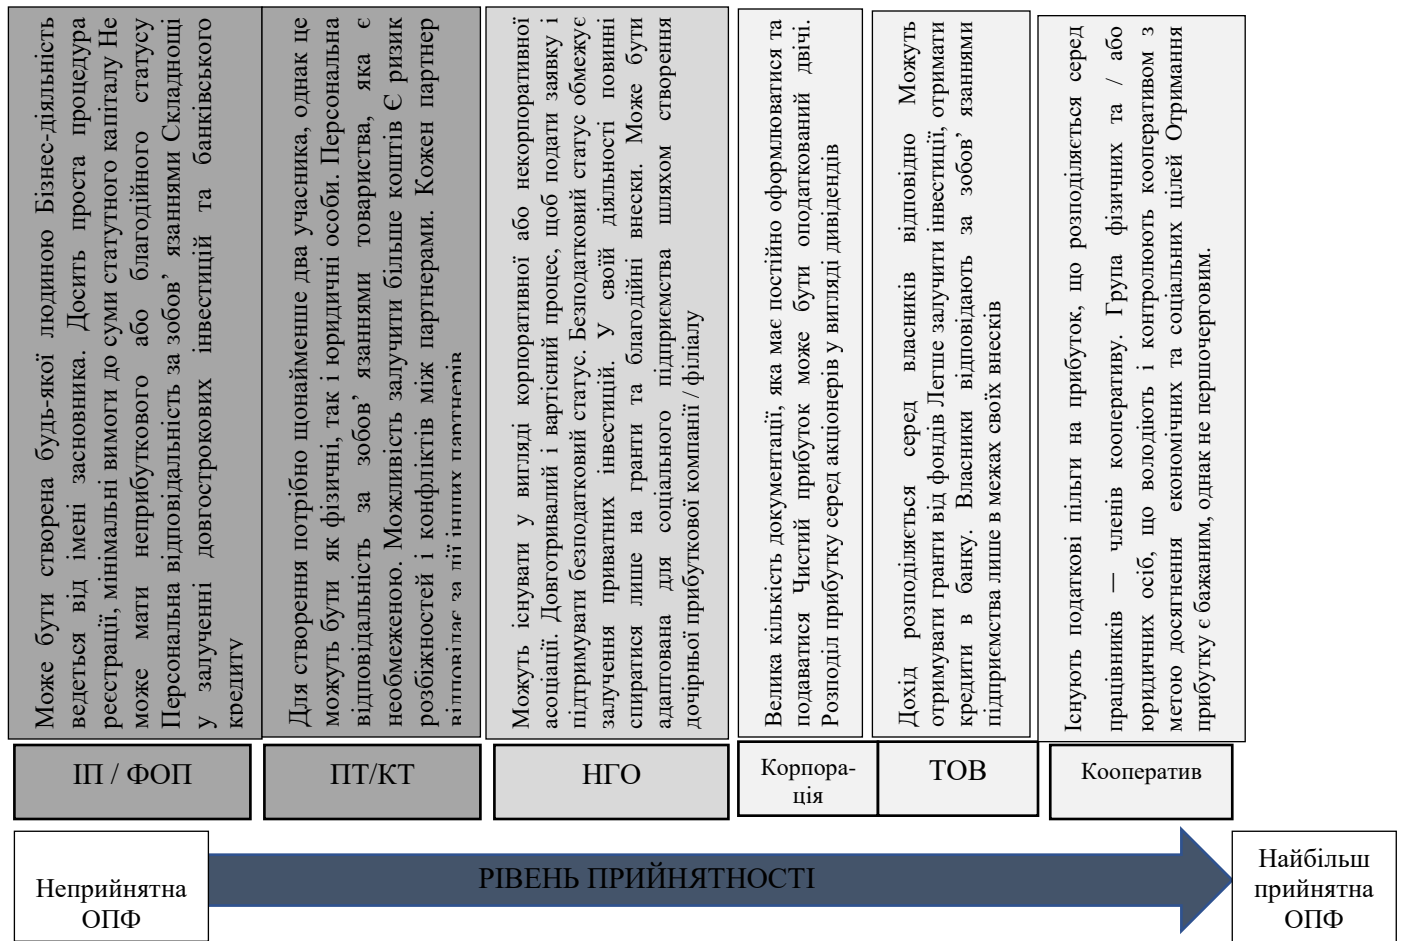 Може бути створена будь-якої людиною Бізнес-діяльність
ведеться від імені засновника. Досить проста процедура
реєстрації, мінімальні вимоги до суми статутного капіталу Не
може мати неприбуткового або благодійного статусу
Персональна відповідальність за зобов’ язаннями Складнощі
у залученні довгострокових інвестицій та банківського
кредиту
Для створення потрібно щонайменше два учасника, однак це
можуть бути як фізичні, так і юридичні особи. Персональна
відповідальність за зобов’ язаннями товариства, яка є
необмеженою. Можливість залучити більше коштів Є ризик
розбіжностей і конфліктів між партнерами. Кожен партнер
відповідає за дії інших партнерів
Можуть існувати у вигляді корпоративної або некорпоративної
асоціації. Довготривалий і вартісний процес, щоб подати заявку і
підтримувати безподатковий статус. Безподатковий статус обмежує
залучення приватних інвестицій. У своїй діяльності повинні
спиратися лише на гранти та благодійні внески. Може бути
адаптована для соціального підприємства шляхом створення
дочірньої прибуткової компанії / філіалу
Велика кількість документації, яка має постійно оформлюватися та
подаватися Чистий прибуток може бути оподаткований двічі.
Розподіл прибутку серед акціонерів у вигляді дивідендів
Дохід розподіляється серед власників відповідно Можуть
отримувати гранти від фондів Легше залучити інвестиції, отримати
кредити в банку. Власники відповідають за зобов’ язаннями
підприємства лише в межах своїх внесків
Існують податкові пільги на прибуток, що розподіляється серед
працівників — членів кооперативу. Група фізичних та / або
юридичних осіб, що володіють і контролюють кооперативом з
метою досягнення економічних та соціальних цілей Отримання
прибутку є бажаним, однак не першочерговим.
ІП / ФОП
ПТ/КТ
НГО
Корпора-
ція
ТОВ
Кооператив
Неприйнятна
ОПФ
РІВЕНЬ ПРИЙНЯТНОСТІ
Найбільш
прийнятна
ОПФ